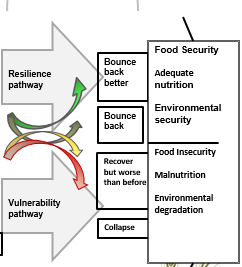 Resilience
pathway
Bounce
back
better
Bounce
back
Food Security
Adequate
nutrition
Environmental
security
Vulnerability
pathway
Recover
but worse
than before
Collapse
Food Insecurity
Malnutrition
Environmental
degradation